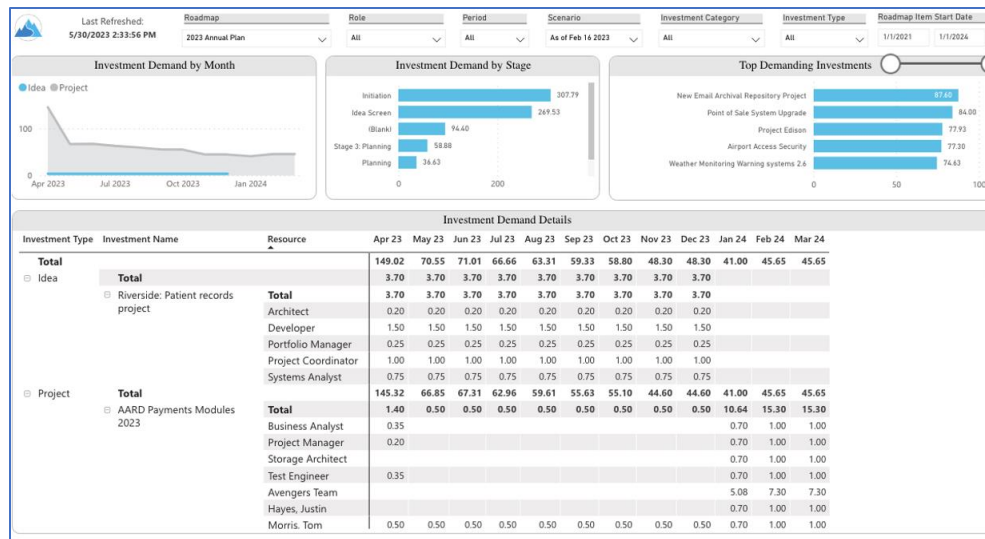 Last Refreshed:
5/30/2023 2:33:56 PM
Roadmap
2023 Annual Plan
Role
All
Period
All
Scenario
As of Feb 16 2023
Investment Category
All
Investment Type
All
Roadmap Item Start Date
1/1/2021 1/1/2024
Investment Demand by Month
Idea Project
100
0
Apr 2023 Jul 2023 Oct 2023 Jan 2024
Investment Demand by Stage
Initiation 307.79
Idea Screen 269.53
(Blank) 94.40
Stage 3: Planning 58.88
Planning 36.63
0 200
Top Demanding Investments
New Email Archival Repository Project 87.60
Point of Sale System Upgrade 84.00
Project Edison 77.93
Airport Access Security 77.30
Weather Monitoring Warning systems 2.6 74.63
0 50 100
Investment Demand Details
Investment Type Investment Name Resource Apr 23 May 23 Jun 23 Jul 23 Aug 23 Sep 23 Oct 23 Nov 23 Dec 23 Jan 24 Feb 24 Mar 24
Total 149.02 70.55 71.01 66.66 63.31 59.33 58.80 48.30 48.30 41.00 45.65 45.65
Idea Total 3.70 3.70 3.70 3.70 3.70 3.70 3.70 3.70 3.70
Riverside: Patient records Total 3.70 3.70 3.70 3.70 3.70 3.70 3.70 3.70 3.70
project Architect 0.20 0.20 0.20 0.20 0.20 0.20 0.20 0.20 0.20
Developer 1.50 1.50 1.50 1.50 1.50 1.50 1.50 1.50 1.50
Portfolio Manager 0.25 0.25 0.25 0.25 0.25 0.25 0.25 0.25 0.25
Project Coordinator 1.00 1.00 1.00 1.00 1.00 1.00 1.00 1.00 1.00
Systems Analyst 0.75 0.75 0.75 0.75 0.75 0.75 0.75 0.75 0.75
Project Total 145.32 66.85 67.31 62.96 59.61 55.63 55.10 44.60 44.60 41.00 45.65 45.65
AARD Payments Modules Total 1.40 0.50 0.50 0.50 0.50 0.50 0.50 0.50 0.50 10.64 15.30 15.30
2023 Business Analyst 0.35 0.70 1.00 1.00
Project Manager 0.20 0.70 1.00 1.00
Storage Architect 0.70 1.00 1.00
Test Engineer 0.35 0.70 1.00 1.00
Avengers Team 5.08 7.30 7.30
Hayes, Justin 0.70 1.00 1.00
Morris, Tom 0.50 0.50 0.50 0.50 0.50 0.50 0.50 0.50 0.50 0.70 1.00 1.00